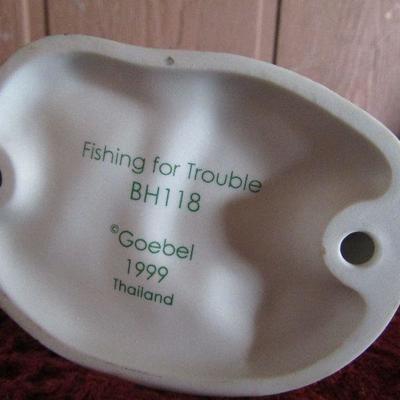 Fishing for Trouble
BH118
©Goebel
1999
Thailand